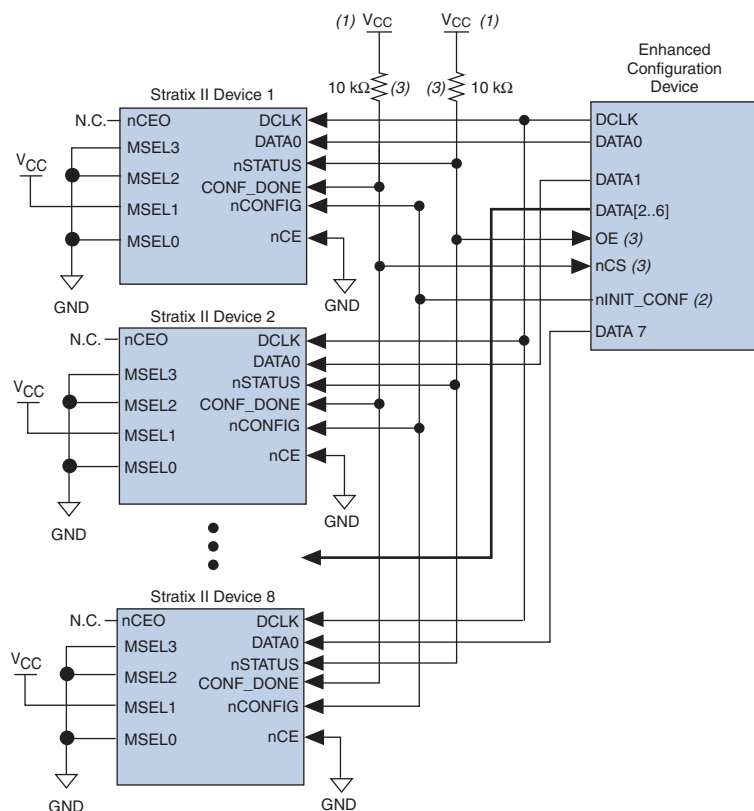 (1) VCC
VCC (1)
10 kΩ (3)
(3) 10 kΩ
Enhanced
Configuration
Device
DCLK
DATA0
DATA1
DATA[2..6]
OE (3)
nCS (3)
nINIT_CONF (2)
DATA 7
Stratix II Device 1
N.C.
nCEO
MSEL3
MSEL2
MSEL1
MSEL0
VCC
GND
DCLK
DATA0
nSTATUS
CONF_DONE
nCONFIG
nCE
GND
Stratix II Device 2
N.C.
nCEO
MSEL3
MSEL2
MSEL1
MSEL0
VCC
GND
DCLK
DATA0
nSTATUS
CONF_DONE
nCONFIG
nCE
GND
Stratix II Device 8
N.C.
nCEO
MSEL3
MSEL2
MSEL1
MSEL0
VCC
GND
DCLK
DATA0
nSTATUS
CONF_DONE
nCONFIG
nCE
GND